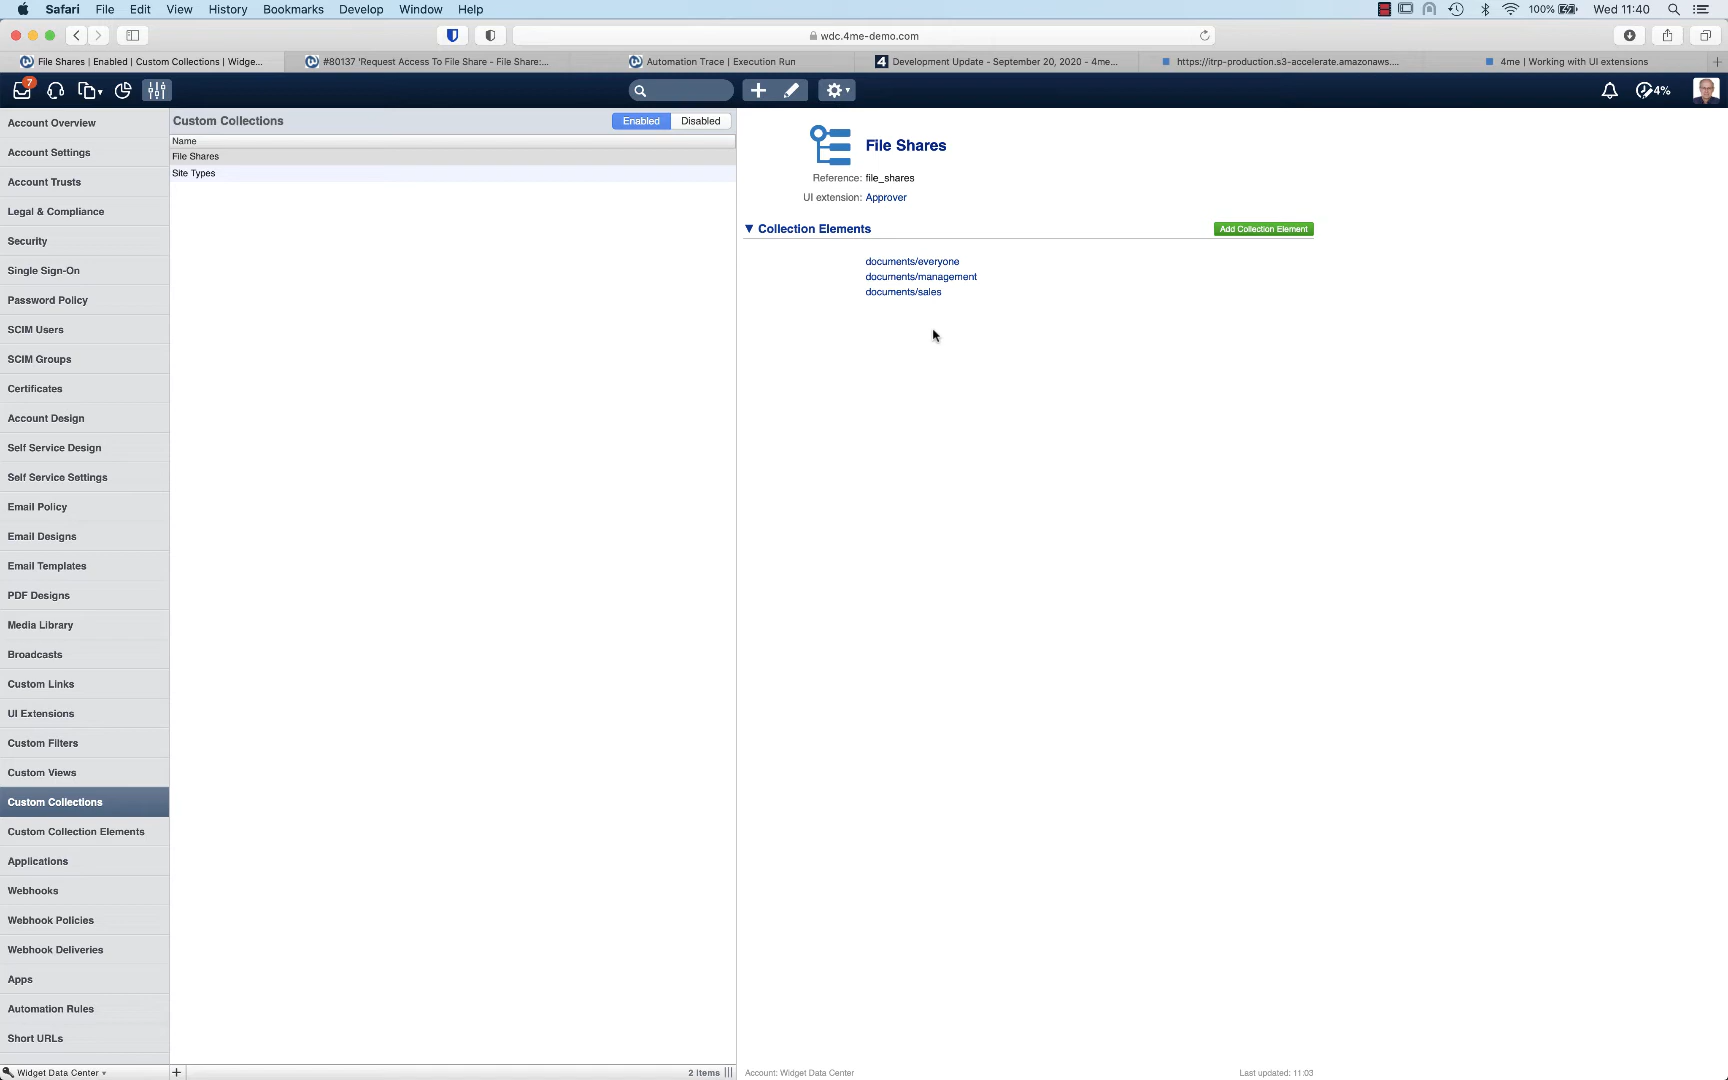 Safari File Edit View History Bookmarks Develop Window Help 100% Wed 11:40
wdc.4me-demo.com
File Shares | Enabled | Custom Collections | Widge... #80137 'Request Access To File Share - File Share:... Automation Trace | Execution Run Development Update - September 20, 2020 - 4me... https://itrp-production.s3-accelerate.amazonaws.... 4me | Working with UI extensions
7 4%
Account Overview
Account Settings
Account Trusts
Legal & Compliance
Security
Single Sign-On
Password Policy
SCIM Users
SCIM Groups
Certificates
Account Design
Self Service Design
Self Service Settings
Email Policy
Email Designs
Email Templates
PDF Designs
Media Library
Broadcasts
Custom Links
UI Extensions
Custom Filters
Custom Views
Custom Collections
Custom Collection Elements
Applications
Webhooks
Webhook Policies
Webhook Deliveries
Apps
Automation Rules
Short URLs
Widget Data Center
Custom Collections Enabled Disabled
Name
File Shares
Site Types
2 items
File Shares
Reference: file_shares
UI extension: Approver
Collection Elements Add Collection Element
documents/everyone
documents/management
documents/sales
Account: Widget Data Center Last updated: 11:03